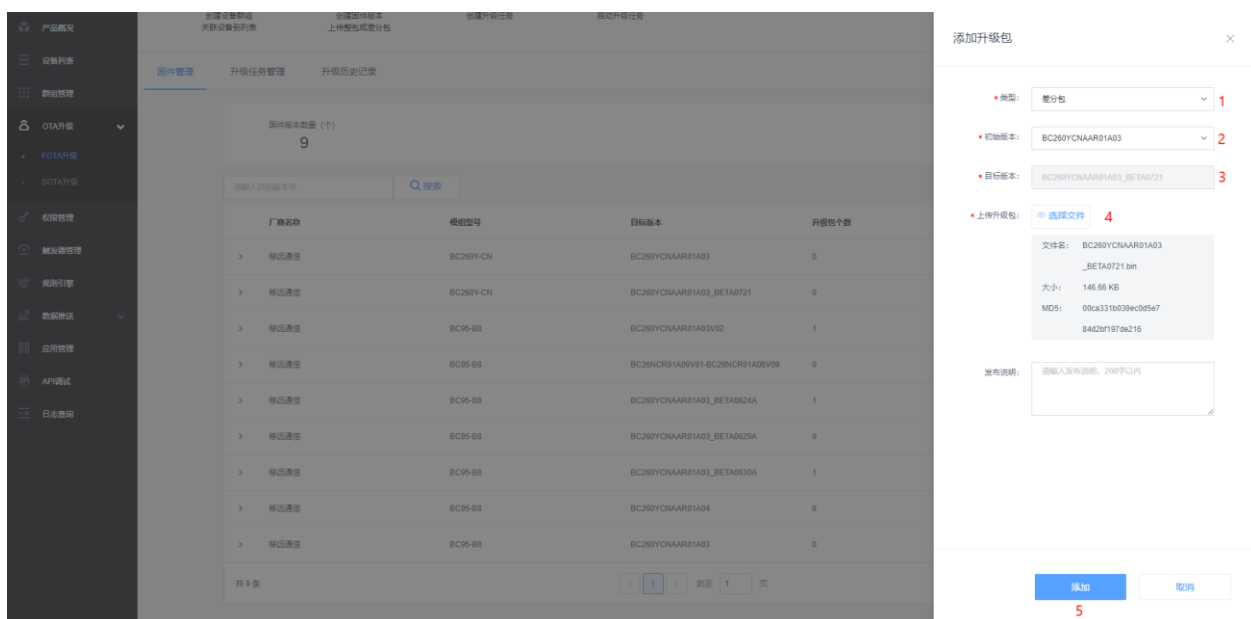 创建设备群组 创建固件版本 创建升级任务 启动升级任务
关联设备到列表 上传整包或差分包
产品概况
设备列表
群组管理
OTA升级
FOTA升级
SOTA升级
权限管理
触发器管理
规则引擎
数据推送
应用管理
API调试
日志查询
固件管理 升级任务管理 升级历史记录
固件版本数量（个）
9
请输入目标版本号 搜索
厂商名称 模组型号 目标版本 升级包个数
移远通信 BC260Y-CN BC260YCNAAR01A03 0
移远通信 BC260Y-CN BC260YCNAAR01A03_BETA0721 0
移远通信 BC95-B8 BC260YCNAAR01A03V02 1
移远通信 BC95-B8 BC26NCR01A09V01-BC26NCR01A08V09 0
移远通信 BC95-B8 BC260YCNAAR01A03_BETA0624A 1
移远通信 BC95-B8 BC260YCNAAR01A03_BETA0629A 0
移远通信 BC95-B8 BC260YCNAAR01A03_BETA0630A 1
移远通信 BC95-B8 BC260YCNAAR01A04 6
移远通信 BC95-B8 BC260YCNAAR01A03 0
共 9 条 < 1 > 跳至 1 页
添加升级包 ×
* 类型： 差分包 1
* 初始版本： BC260YCNAAR01A03 2
* 目标版本： BC260YCNAAR01A03_BETA0721 3
* 上传升级包： 选择文件 4
文件名： BC260YCNAAR01A03
_BETA0721.bin
大小： 146.66 KB
MD5： 00ca331b039ec0d5e7
84d2bf197de216
发布说明： 请输入发布说明，200字以内
添加 取消
5